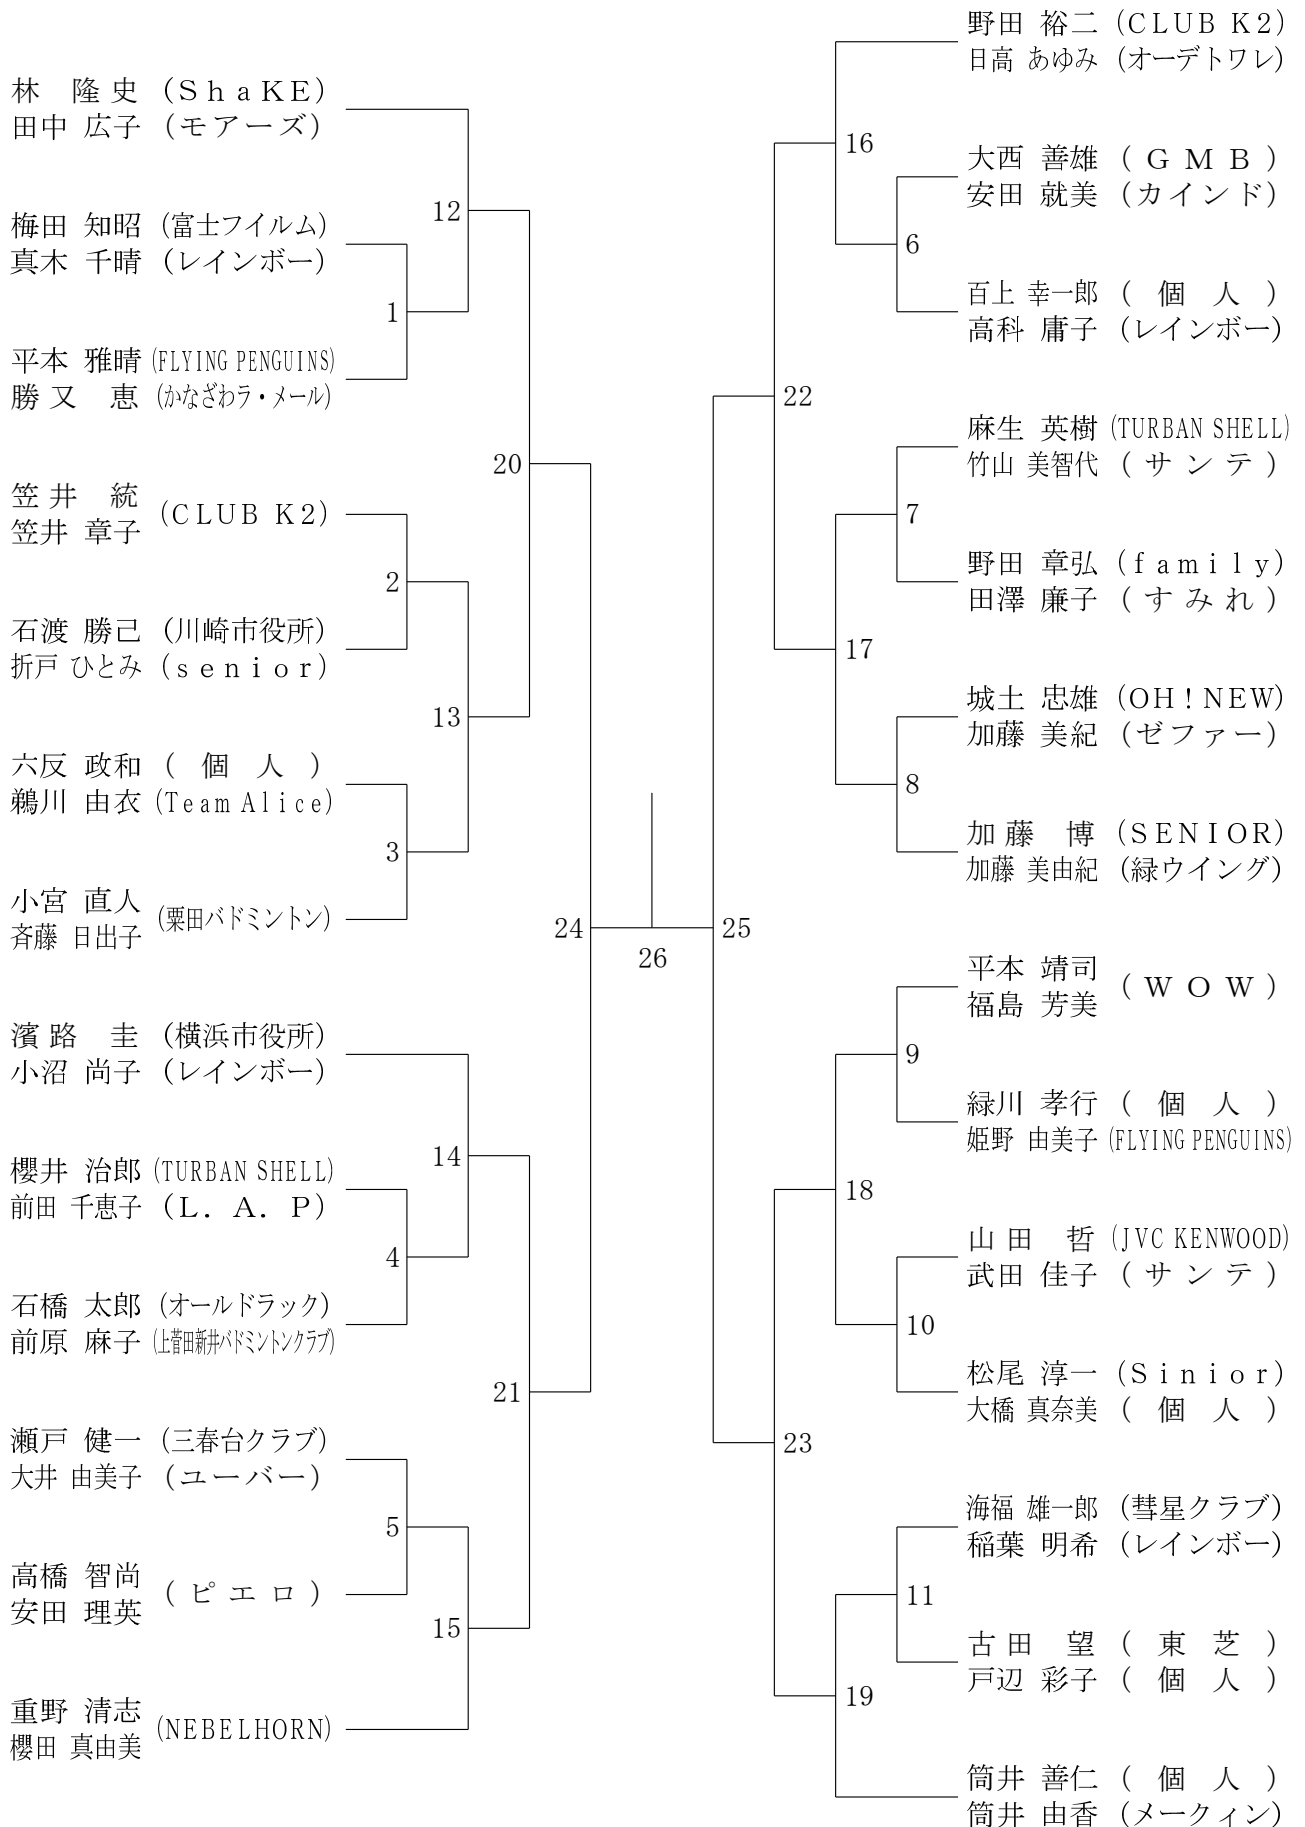 林 隆史 (ShaKE)
田中 広子 (モアーズ)
12
梅田 知昭 (富士フイルム)
真木 千晴 (レインボー)
1
平本 雅晴 (FLYING PENGUINS)
勝又 恵 (かなざわラ・メール)
20
笠井 統
笠井 章子 (CLUB K2)
2
石渡 勝己 (川崎市役所)
折戸 ひとみ (senior)
13
六反 政和 (個人)
鵜川 由衣 (Team Alice)
3
小宮 直人
斉藤 日出子 (栗田バドミントン)
24
濱路 圭 (横浜市役所)
小沼 尚子 (レインボー)
14
櫻井 治郎 (TURBAN SHELL)
前田 千恵子 (L. A. P)
4
石橋 太郎 (オールドラック)
前原 麻子 (上菅田新井バドミントンクラブ)
21
瀬戸 健一 (三春台クラブ)
大井 由美子 (ユーバー)
5
高橋 智尚
安田 理英 (ピエロ)
15
重野 清志
櫻田 真由美 (NEBELHORN)
26
野田 裕二 (CLUB K2)
日高 あゆみ (オーデトワレ)
16
大西 善雄 (GMB)
安田 就美 (カインド)
6
百上 幸一郎 (個人)
高科 庸子 (レインボー)
22
麻生 英樹 (TURBAN SHELL)
竹山 美智代 (サンテ)
7
野田 章弘 (family)
田澤 廉子 (すみれ)
17
城土 忠雄 (OH!NEW)
加藤 美紀 (ゼファー)
8
加藤 博 (SENIOR)
加藤 美由紀 (緑ウイング)
25
平本 靖司
福島 芳美 (WOW)
9
緑川 孝行 (個人)
姫野 由美子 (FLYING PENGUINS)
18
山田 哲 (JVC KENWOOD)
武田 佳子 (サンテ)
10
松尾 淳一 (Sinior)
大橋 真奈美 (個人)
23
海福 雄一郎 (彗星クラブ)
稲葉 明希 (レインボー)
11
古田 望 (東芝)
戸辺 彩子 (個人)
19
筒井 善仁 (個人)
筒井 由香 (メークィン)